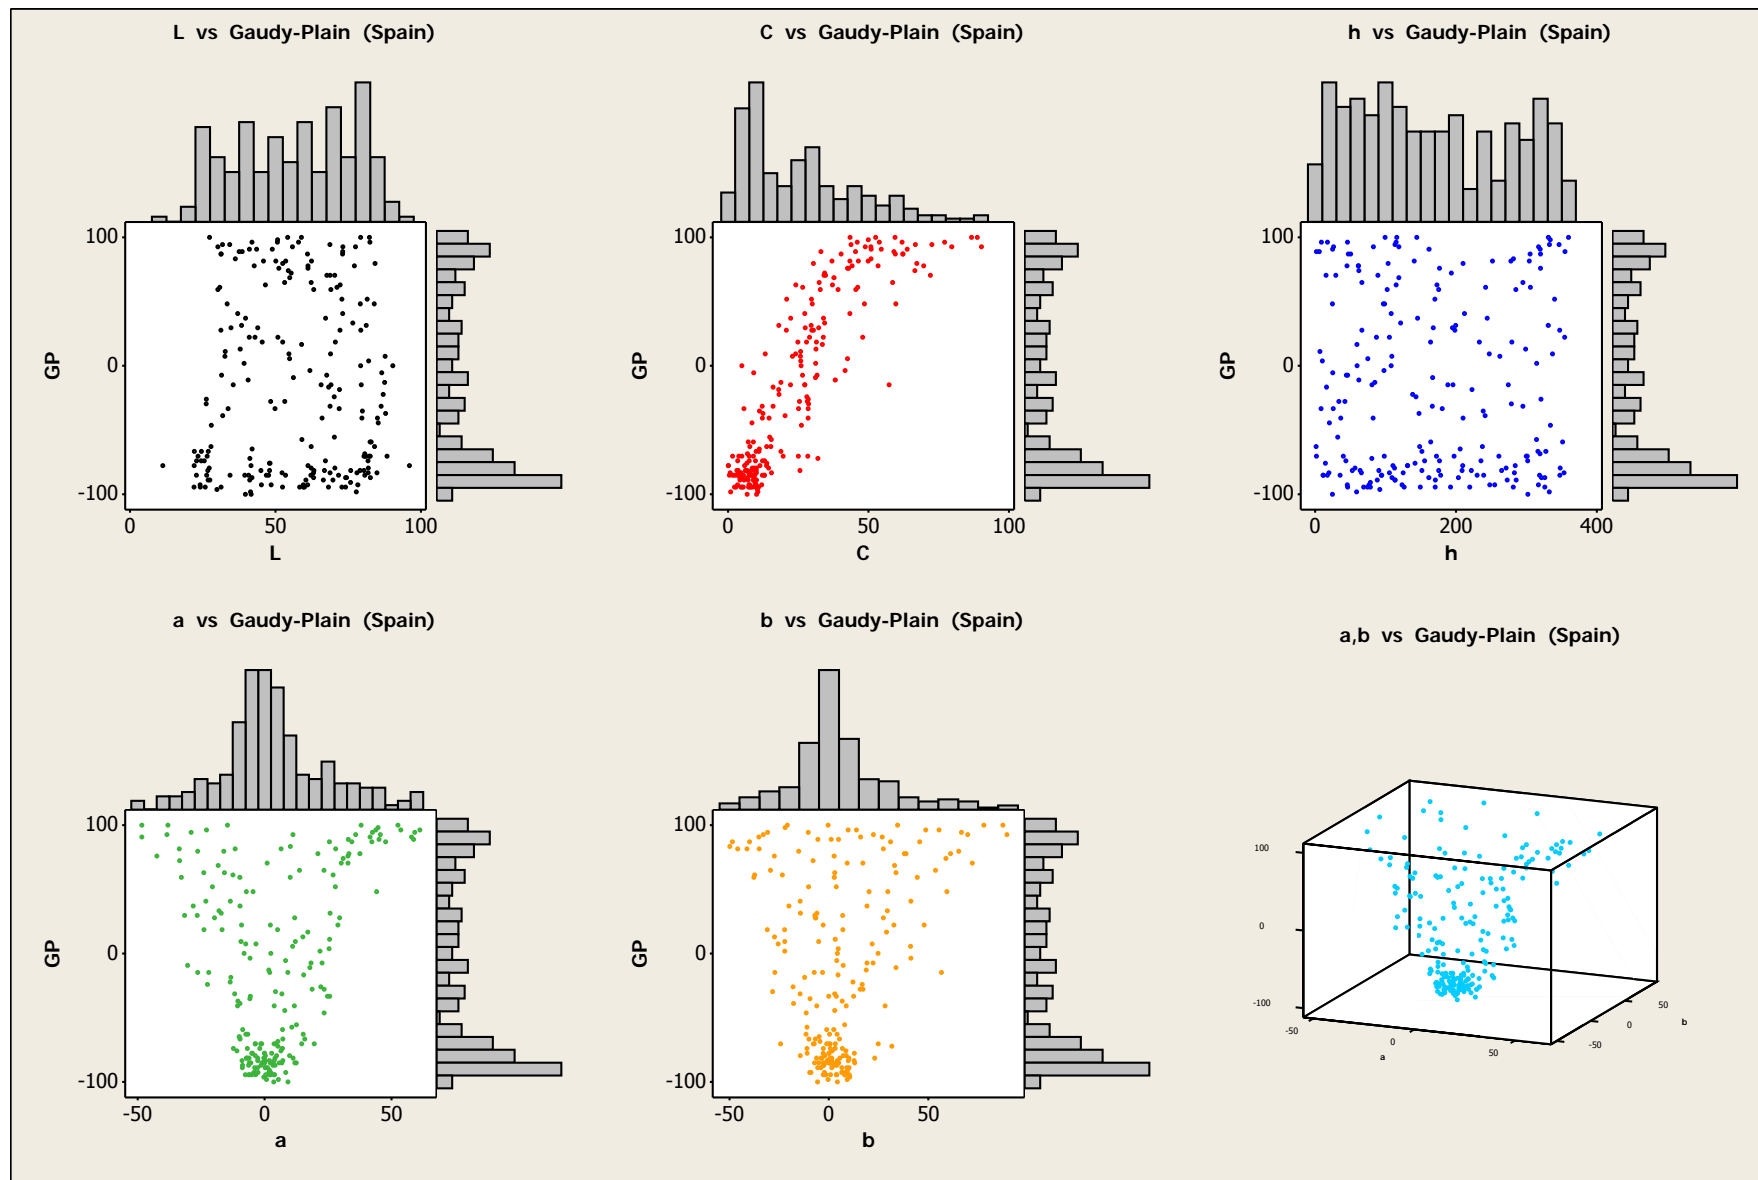 L vs Gaudy-Plain (Spain)
C vs Gaudy-Plain (Spain)
h vs Gaudy-Plain (Spain)
100
0
-100
GP
0
50
100
L
100
0
-100
GP
0
50
100
C
100
0
-100
GP
0
200
400
h
a vs Gaudy-Plain (Spain)
b vs Gaudy-Plain (Spain)
a,b vs Gaudy-Plain (Spain)
100
0
-100
GP
-50
0
50
a
100
0
-100
GP
-50
0
50
b
100
0
-100
-50
0
50
a
-50
0
50
b